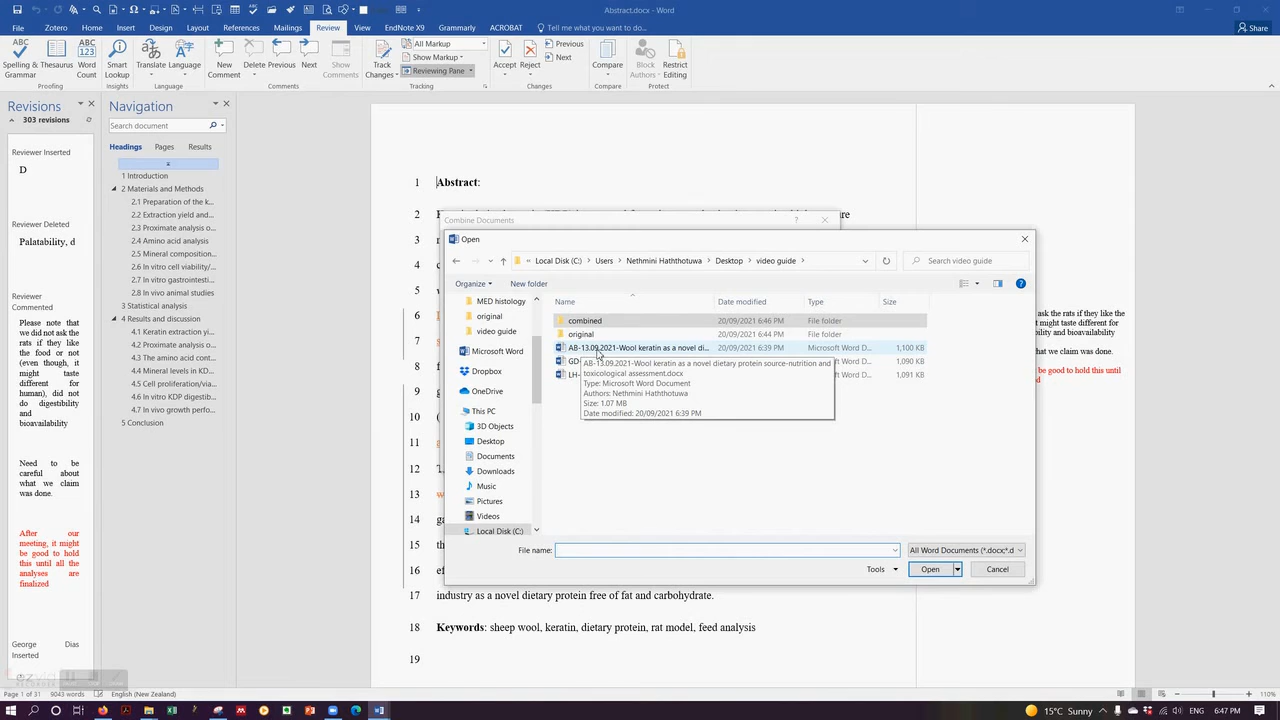 Abstract.docx - Word
File Zotero Home Insert Design Layout References Mailings Review View EndNote X9 Grammarly ACROBAT Tell me what you want to do... Share
Spelling & Grammar
Thesaurus
Word Count
Smart Lookup
Translate
Language
New Comment
Delete
Previous
Next
Show Comments
Track Changes
All Markup
Show Markup
Reviewing Pane
Accept
Reject
Previous
Next
Compare
Block Authors
Restrict Editing
Proofing Insights Language Comments Tracking Changes Compare Protect
Revisions
303 revisions
Reviewer Inserted
D
Reviewer Deleted
Palatability, d
Reviewer
Commented
Please note that
we did not ask the
rats if they like
the food or not
(even though, it
might taste
different for
human), did not
do digestibility
and
bioavailability
Need to be
careful about
what we claim
was done.
After our
meeting, it might
be good to hold
this until all the
analyses are
finalized
George Dias
Inserted
Navigation
Search document
Headings Pages Results
1 Introduction
2 Materials and Methods
2.1 Preparation of the k...
2.2 Extraction yield and...
2.3 Proximate analysis o...
2.4 Amino acid analysis
2.5 Mineral composition...
2.6 In vitro cell viability/...
2.7 In vitro gastrointesti...
2.8 In vivo animal studies
3 Statistical analysis
4 Results and discussion
4.1 Keratin extraction yi...
4.2 Proximate analysis o...
4.3 The amino acid cont...
4.4 Mineral levels in KD...
4.5 Cell proliferation/via...
4.6 In vitro KDP digestib...
4.7 In vivo growth perfo...
5 Conclusion
1 Abstract:
2
3
4
5
6
7
8
9
10
11
12
13
14
15
16
17 industry as a novel dietary protein free of fat and carbohydrate.
18 Keywords: sheep wool, keratin, dietary protein, rat model, feed analysis
19
Combine Documents ?
Open
Local Disk (C:) Users Nethmini Haththotuwa Desktop video guide
Search video guide
Organize New folder
MED histology
original
video guide
Microsoft Word
Dropbox
OneDrive
This PC
3D Objects
Desktop
Documents
Downloads
Music
Pictures
Videos
Local Disk (C:)
Name Date modified Type Size
combined 20/09/2021 6:46 PM File folder
original 20/09/2021 6:44 PM File folder
AB-13.09.2021-Wool keratin as a novel di... 20/09/2021 6:39 PM Microsoft Word D... 1,100 KB
GD Microsoft Word D... 1,090 KB
LH- Microsoft Word D... 1,091 KB
AB-13.09.2021-Wool keratin as a novel dietary protein source-nutrition and
toxicological assessment.docx
Type: Microsoft Word Document
Authors: Nethmini Haththotuwa
Size: 1.07 MB
Date modified: 20/09/2021 6:39 PM
File name:
All Word Documents (*.docx;*.d
Tools Open Cancel
ask the rats if they like the
taste different for
we claim was done.
be good to hold this until
Page 1 of 31 9043 words English (New Zealand) 110%
15°C Sunny ENG 6:47 PM